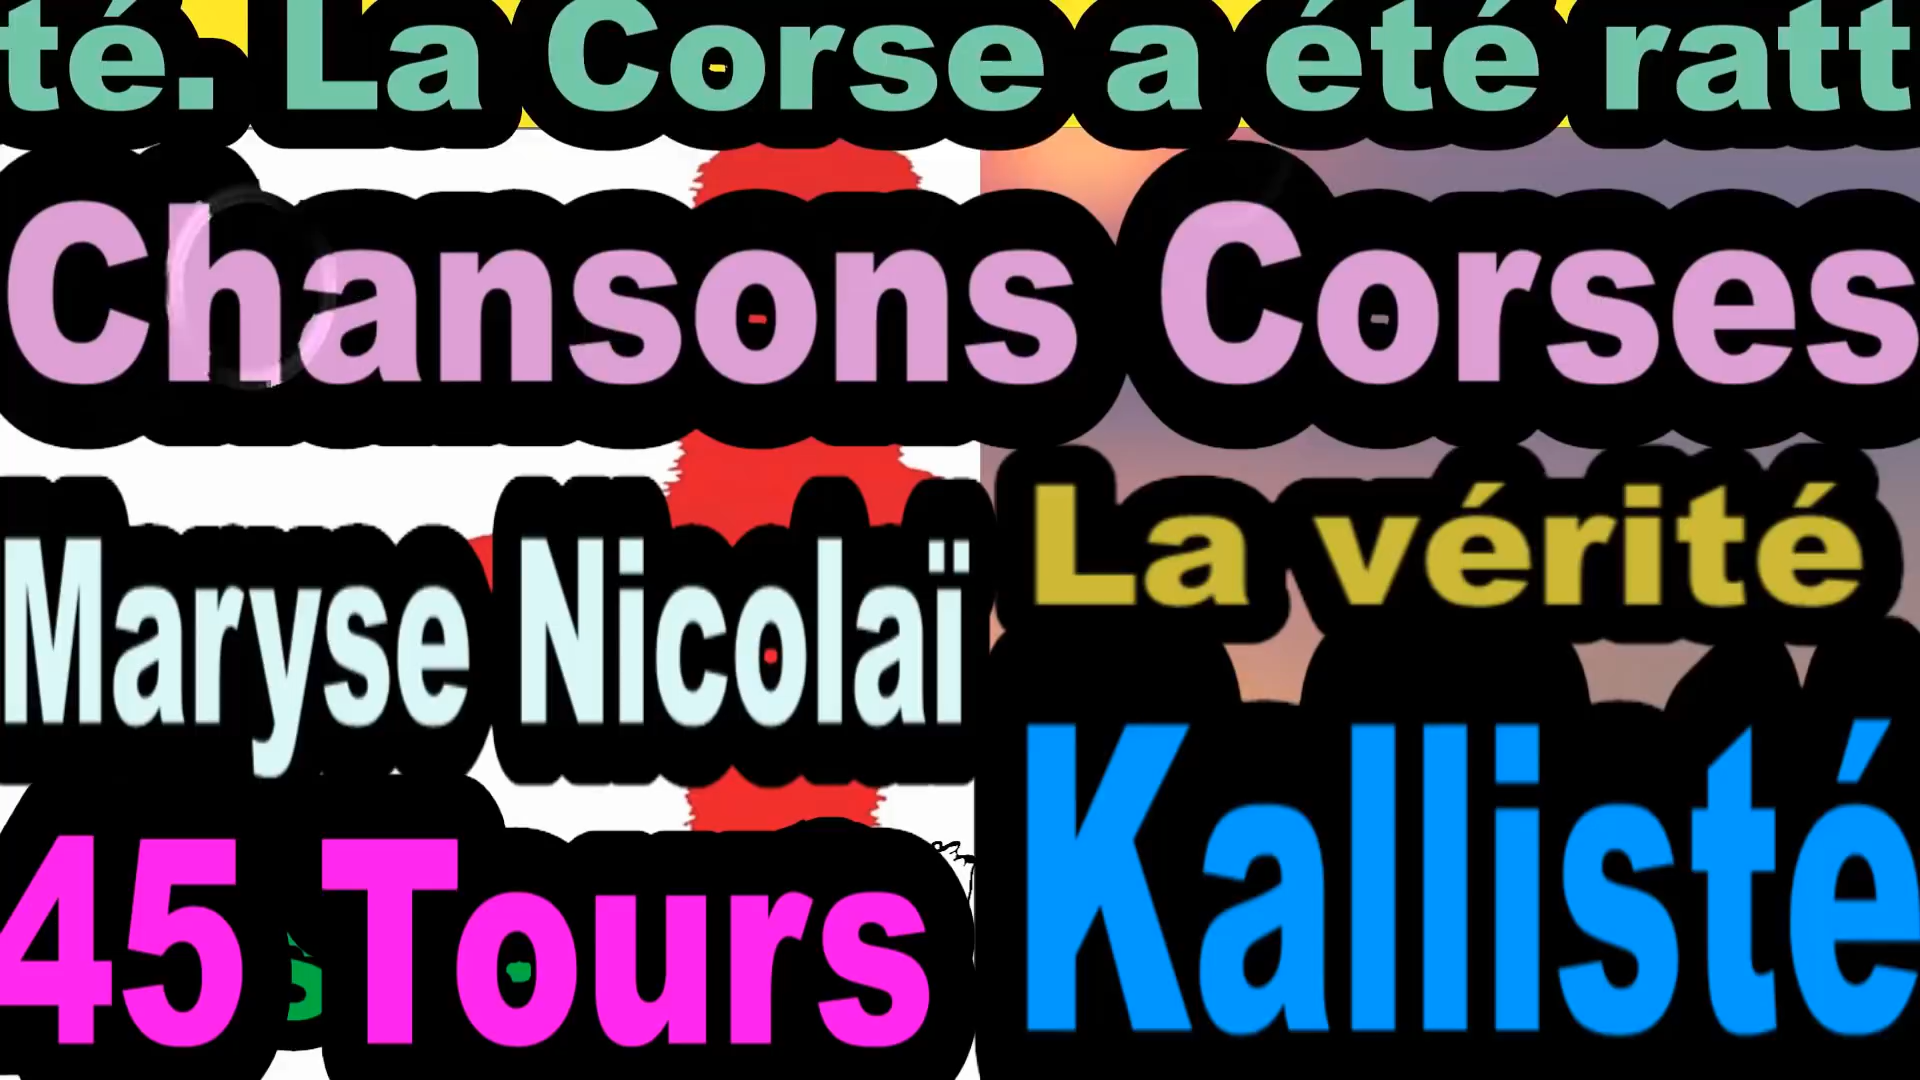 té. La Corse a été ratt
Chansons Corses
Maryse Nicolaï
La vérité
45 Tours
Kallisté